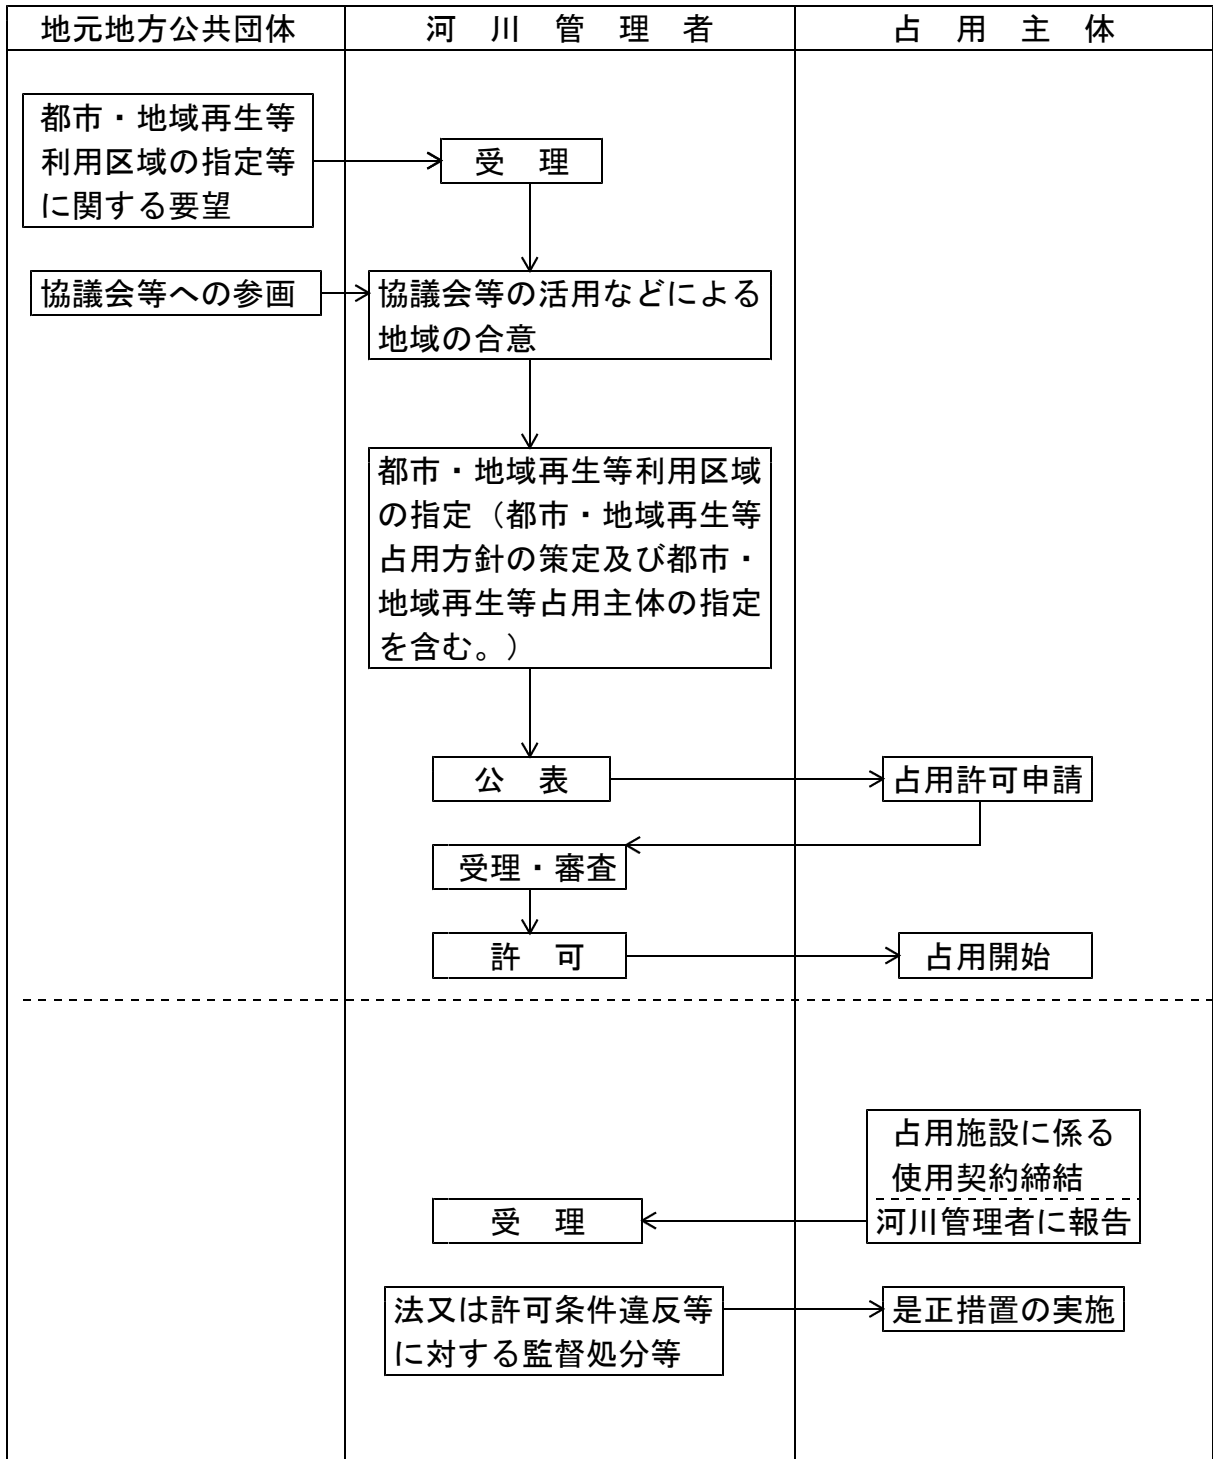 地元地方公共団体
河川管理者
占用主体
都市・地域再生等
利用区域の指定等
に関する要望
受理
協議会等への参画
協議会等の活用などによる
地域の合意
都市・地域再生等利用区域
の指定（都市・地域再生等
占用方針の策定及び都市・
地域再生等占用主体の指定
を含む。）
公表
占用許可申請
受理・審査
許可
占用開始
占用施設に係る
使用契約締結
河川管理者に報告
受理
法又は許可条件違反等
に対する監督処分等
是正措置の実施